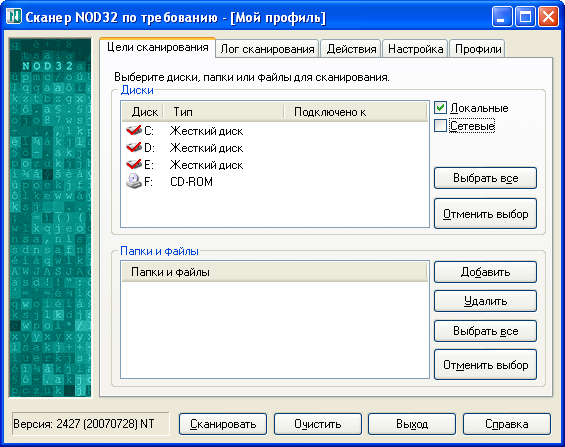 Сканер NOD32 по требованию - [Мой профиль]
Цели сканирования Лог сканирования Действия Настройка Профили
NOD32
Выберите диски, папки или файлы для сканирования.
Диски
Диск Тип Подключено к
C: Жесткий диск
D: Жесткий диск
E: Жесткий диск
F: CD-ROM
Локальные
Сетевые
Выбрать все
Отменить выбор
Папки и файлы
Папки и файлы
Добавить
Удалить
Выбрать все
Отменить выбор
Версия: 2427 (20070728) NT Сканировать Очистить Выход Справка